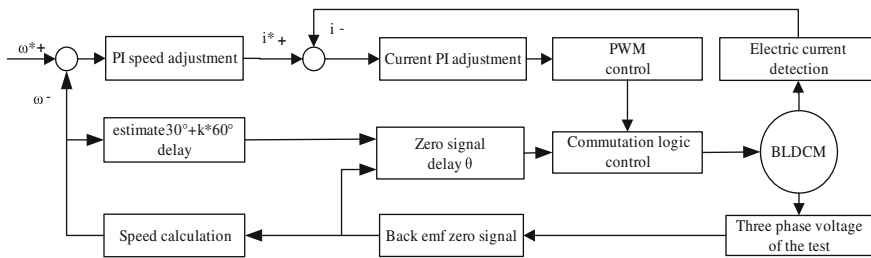 ω*+
PI speed adjustment
i*+
i -
Current PI adjustment
PWM
control
Electric current
detection
ω-
estimate30°+k*60°
delay
Zero signal
delay θ
Commutation logic
control
BLDCM
Speed calculation
Back emf zero signal
Three phase voltage
of the test